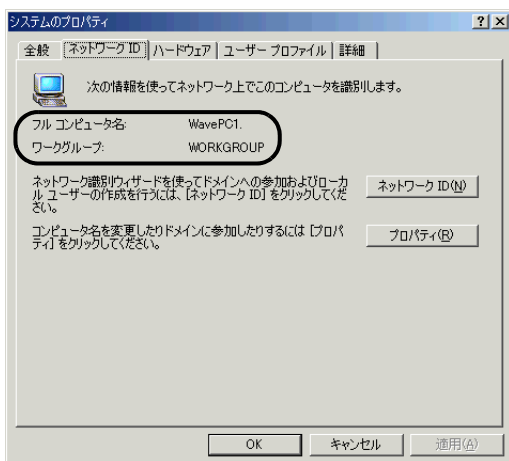 システムのプロパティ
全般 ネットワーク ID ハードウェア ユーザー プロファイル 詳細
次の情報を使ってネットワーク上でこのコンピュータを識別します。
フル コンピュータ名: WavePC1.
ワークグループ: WORKGROUP
ネットワーク識別ウィザードを使ってドメインへの参加およびローカ
ル ユーザーの作成を行うには、[ネットワーク ID] をクリックしてくだ
さい。
ネットワーク ID(N)
コンピュータ名を変更したりドメインに参加したりするには [プロパ
ティ] をクリックしてください。
プロパティ(R)
OK キャンセル 適用(A)